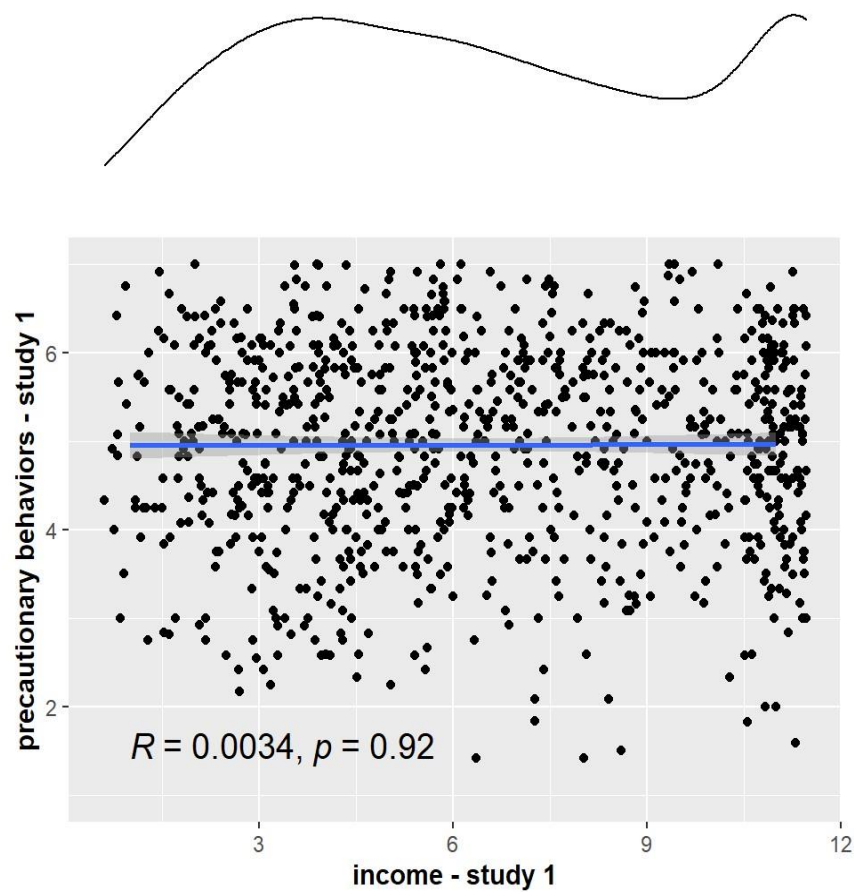 precautionary behaviors - study 1
6
4
2
R = 0.0034, p = 0.92
3 6 9 12
income - study 1